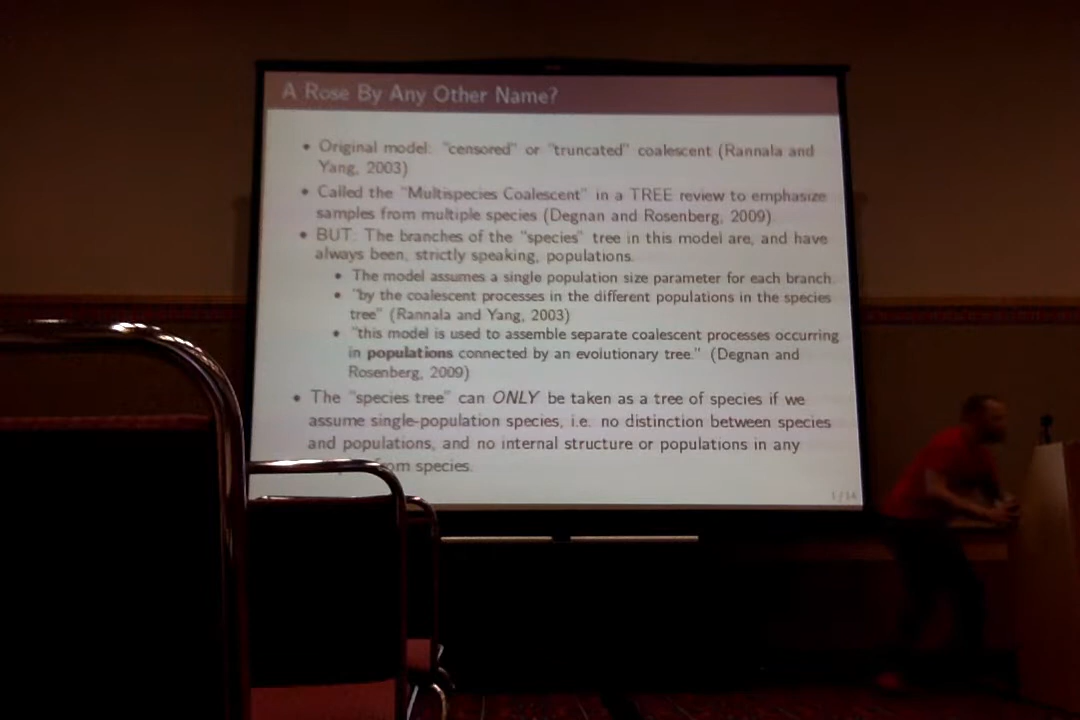 A Rose By Any Other Name?
• Original model: "censored" or "truncated" coalescent (Rannala and
Yang, 2003)
• Called the "Multispecies Coalescent" in a TREE review to emphasize
samples from multiple species (Degnan and Rosenberg, 2009)
• BUT: The branches of the "species" tree in this model are, and have
always been, strictly speaking, populations.
• The model assumes a single population size parameter for each branch
• "by the coalescent processes in the different populations in the species
tree" (Rannala and Yang, 2003)
• "this model is used to assemble separate coalescent processes occurring
in populations connected by an evolutionary tree." (Degnan and
Rosenberg, 2009)
• The "species tree" can ONLY be taken as a tree of species if we
assume single-population species, i.e. no distinction between species
and populations, and no internal structure or populations in any
from species.
1 / 14